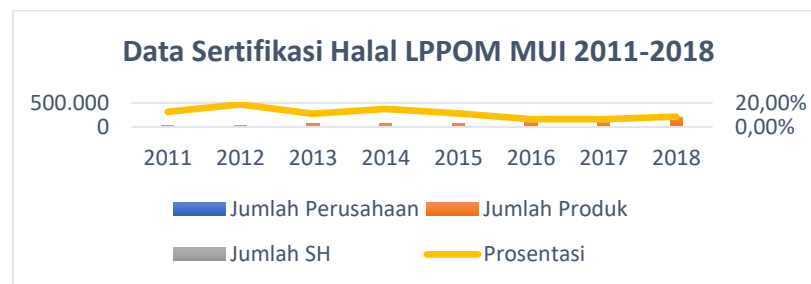 Data Sertifikasi Halal LPPOM MUI 2011-2018
500.000
0
20,00%
0,00%
2011 2012 2013 2014 2015 2016 2017 2018
Jumlah Perusahaan Jumlah Produk
Jumlah SH Prosentasi